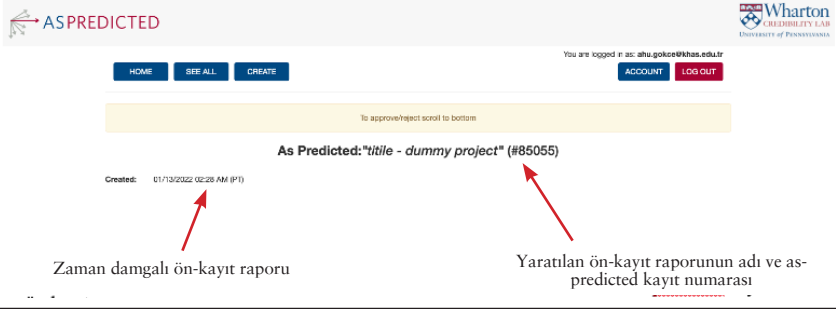 ASPREDICTED
Wharton
CREDIBILITY LAB
UNIVERSITY of PENNSYLVANIA
You are logged in as: ahu.gokce@khas.edu.tr
HOME SEE ALL CREATE ACCOUNT LOG OUT
To approve/reject scroll to bottom
As Predicted:"titile - dummy project" (#85055)
Created: 01/13/2022 02:28 AM (PT)
Zaman damgalı ön-kayıt raporu
Yaratılan ön-kayıt raporunun adı ve as-
predicted kayıt numarası